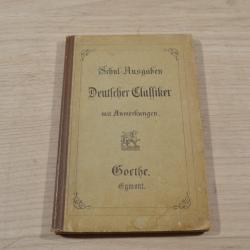 Schul-Ausgaben
Deutscher Classiker
mit Anmerkungen.
Goethe.
Egmont.